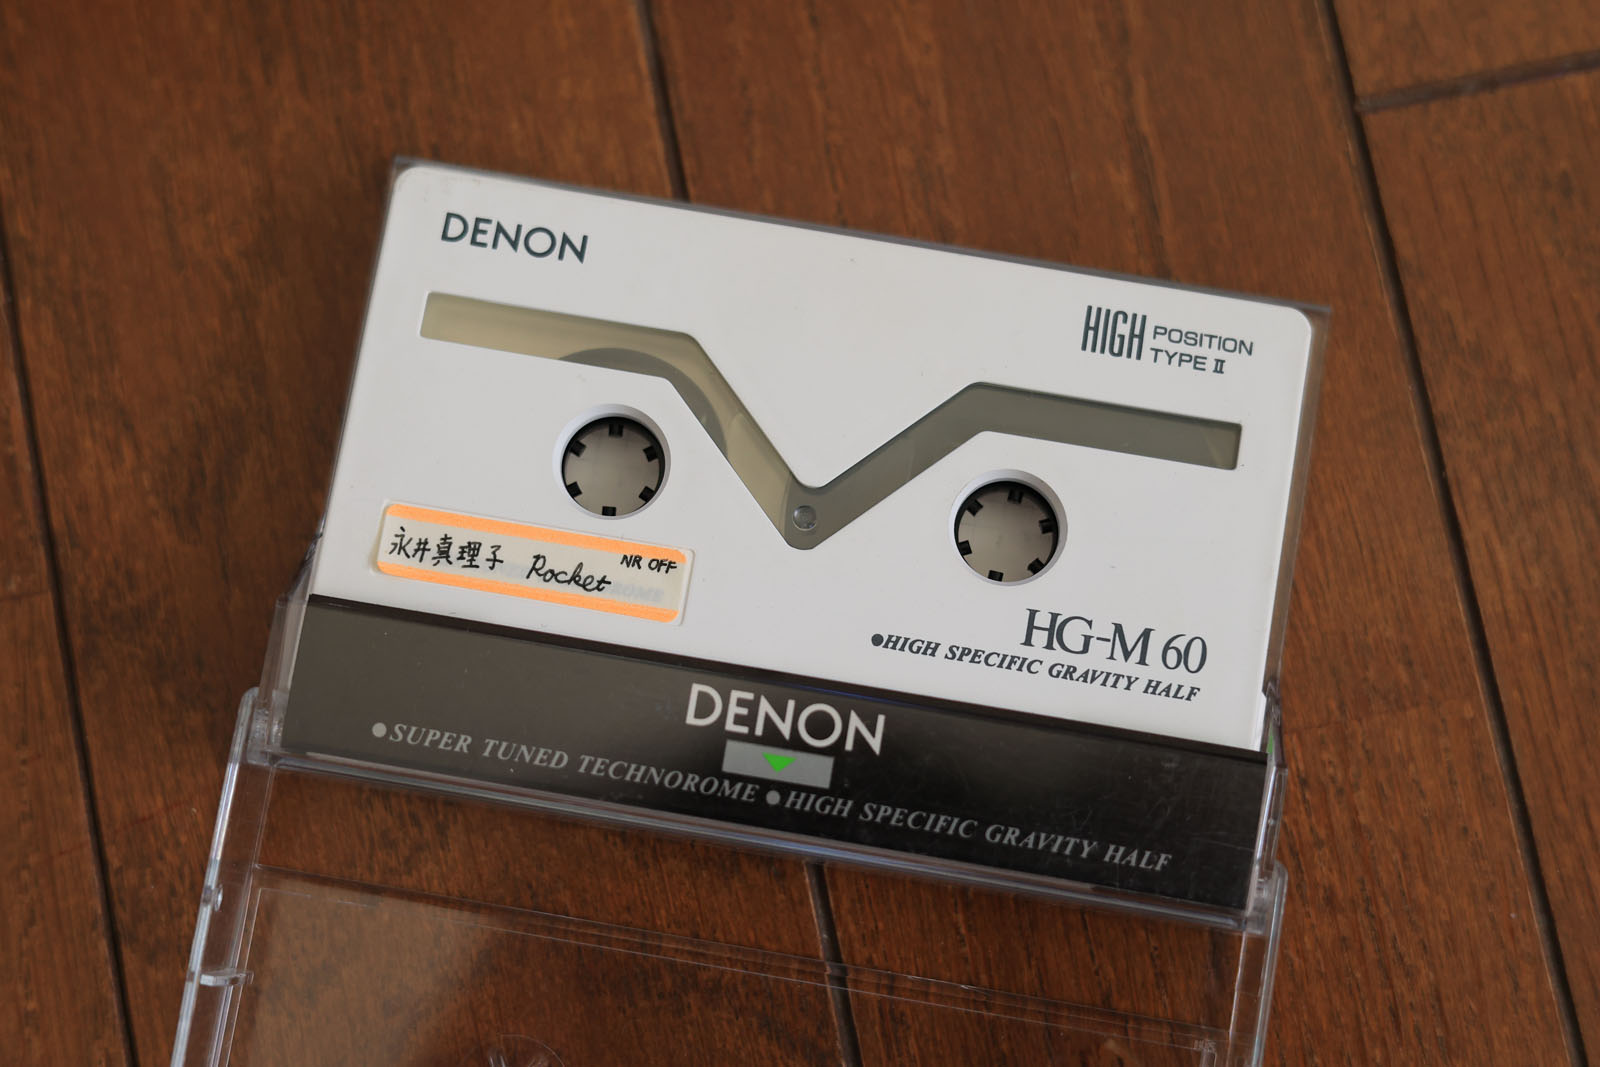 DENON
HIGH POSITION
TYPE II
永井真理子 Rocket NR OFF
HG-M 60
●HIGH SPECIFIC GRAVITY HALF
DENON
●SUPER TUNED TECHNOROME ●HIGH SPECIFIC GRAVITY HALF